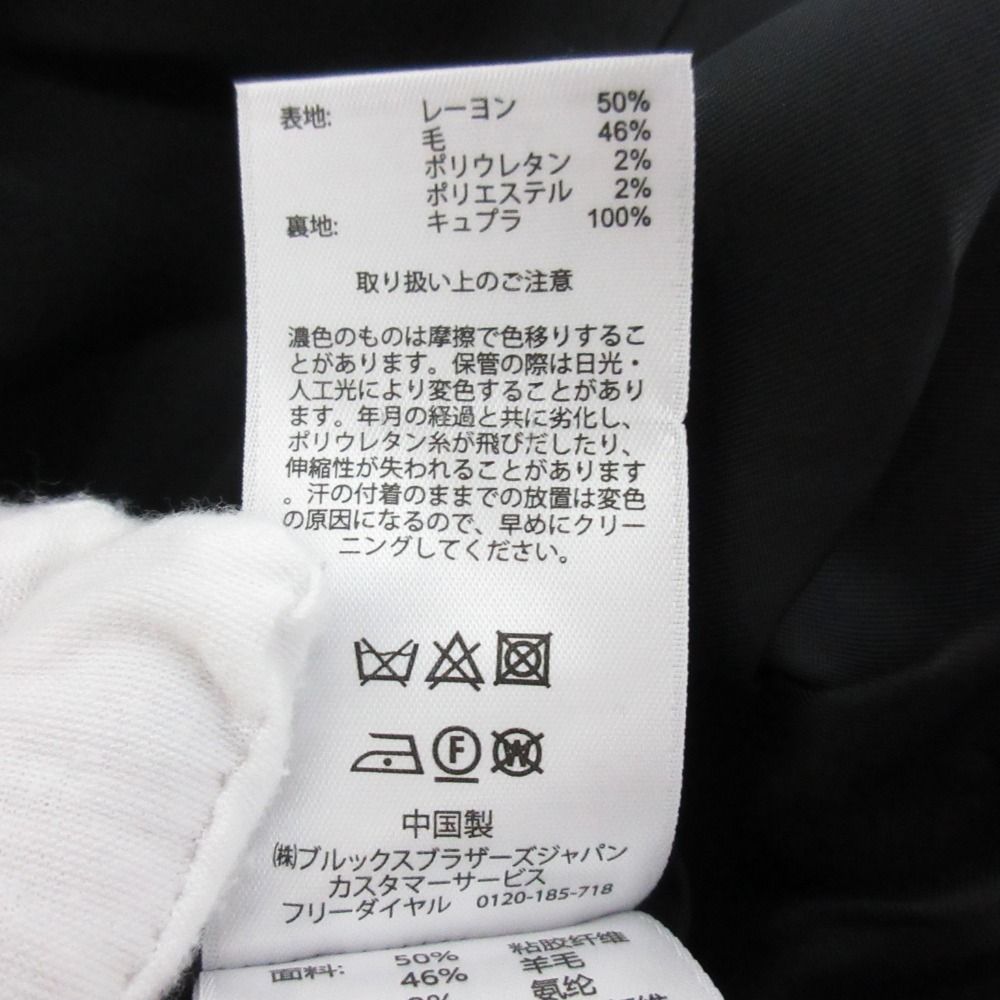 表地: レーヨン 50%
毛 46%
ポリウレタン 2%
ポリエステル 2%
裏地: キュプラ 100%
取り扱い上のご注意
濃色のものは摩擦で色移りするこ
とがあります。保管の際は日光・
人工光により変色することがあり
ます。年月の経過と共に劣化し、
ポリウレタン糸が飛びだしたり、
伸縮性が失われることがあります
。汗の付着のままでの放置は変色
の原因になるので、早めにクリー
ニングしてください。
F W
中国製
㈱ブルックスブラザーズジャパン
カスタマーサービス
フリーダイヤル 0120-185-718
面料: 50% 粘胶纤维
46% 羊毛
氨纶